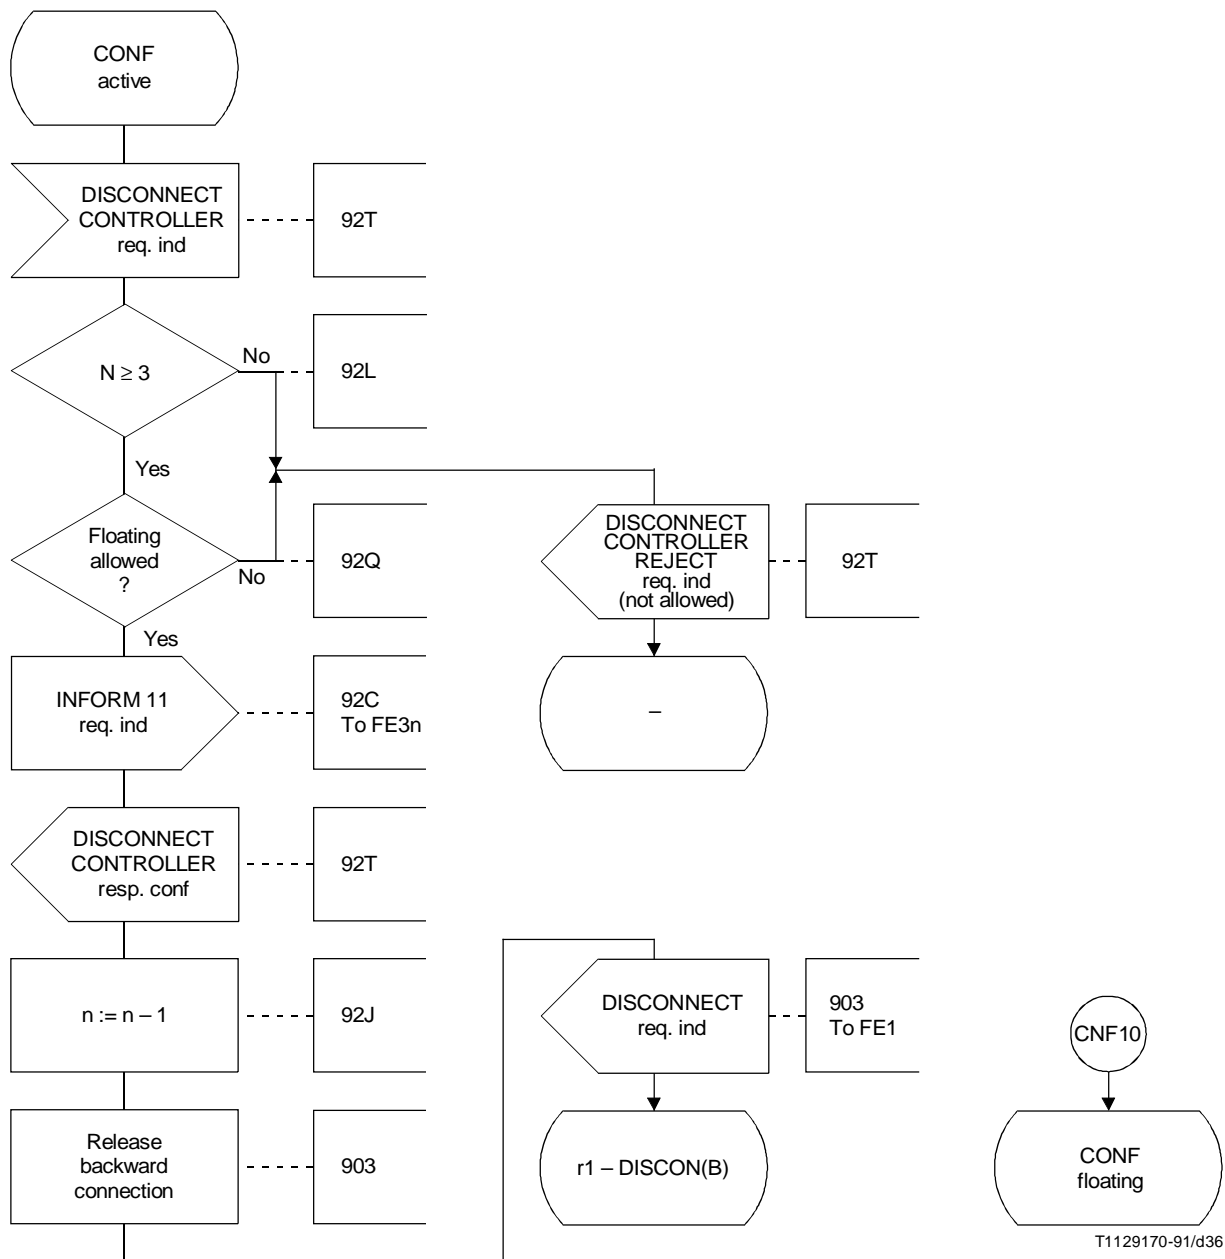 CONF
active
DISCONNECT
CONTROLLER
req. ind
92T
N ≥ 3
No
92L
Yes
Floating
allowed
?
No
92Q
DISCONNECT
CONTROLLER
REJECT
req. ind
(not allowed)
92T
Yes
INFORM 11
req. ind
92C
To FE3n
–
DISCONNECT
CONTROLLER
resp. conf
92T
n := n – 1
92J
DISCONNECT
req. ind
903
To FE1
CNF10
Release
backward
connection
903
r1 – DISCON(B)
CONF
floating
T1129170-91/d36